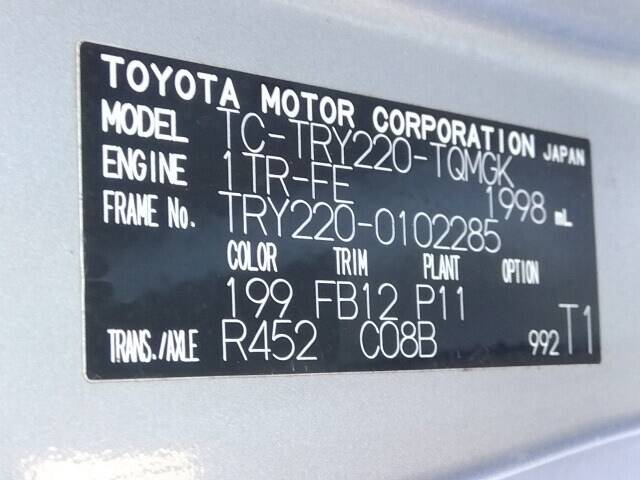 TOYOTA MOTOR CORPORATION JAPAN
MODEL TC-TRY220-TQMGK
ENGINE 1TR-FE 1998 mL
FRAME No. TRY220-0102285
COLOR TRIM PLANT OPTION
199 FB12 P11
TRANS./AXLE R452 C08B 992 T1